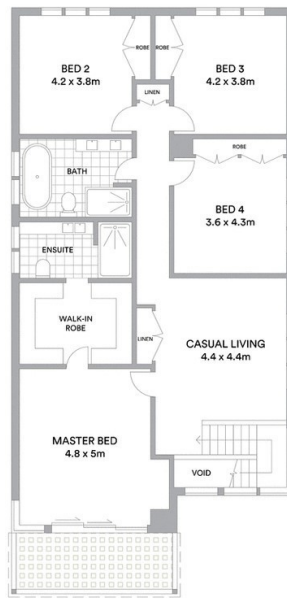 ROBE
ROBE
BED 2
4.2 x 3.8m
BED 3
4.2 x 3.8m
LINEN
ROBE
BATH
BED 4
3.6 x 4.3m
ENSUITE
WALK-IN
ROBE
LINEN
CASUAL LIVING
4.4 x 4.4m
MASTER BED
4.8 x 5m
VOID